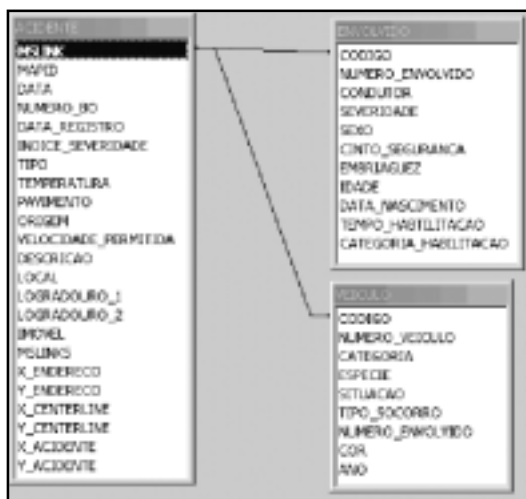 ACIDENTE
MSLINK
MAPID
DATA
NUMERO_BO
DATA_REGISTRO
INDICE_SEVERIDADE
TIPO
TEMPERATURA
PAVIMENTO
ORIGEM
VELOCIDADE_PERMITIDA
DESCRICAO
LOCAL
LOGRADOURO_1
LOGRADOURO_2
IMOVEL
MSLINKS
X_ENDERECO
Y_ENDERECO
X_CENTERLINE
Y_CENTERLINE
X_ACIDENTE
Y_ACIDENTE
ENVOLVIDO
CODIGO
NUMERO_ENVOLVIDO
CONDUTOR
SEVERIDADE
SEXO
CINTO_SEGURANCA
EMBRIAGUEZ
IDADE
DATA_NASCIMENTO
TEMPO_HABILITACAO
CATEGORIA_HABILITACAO
VEICULO
CODIGO
NUMERO_VEICULO
CATEGORIA
ESPECIE
SITUACAO
TIPO_SOCORRO
NUMERO_ENVOLVIDO
COR
ANO